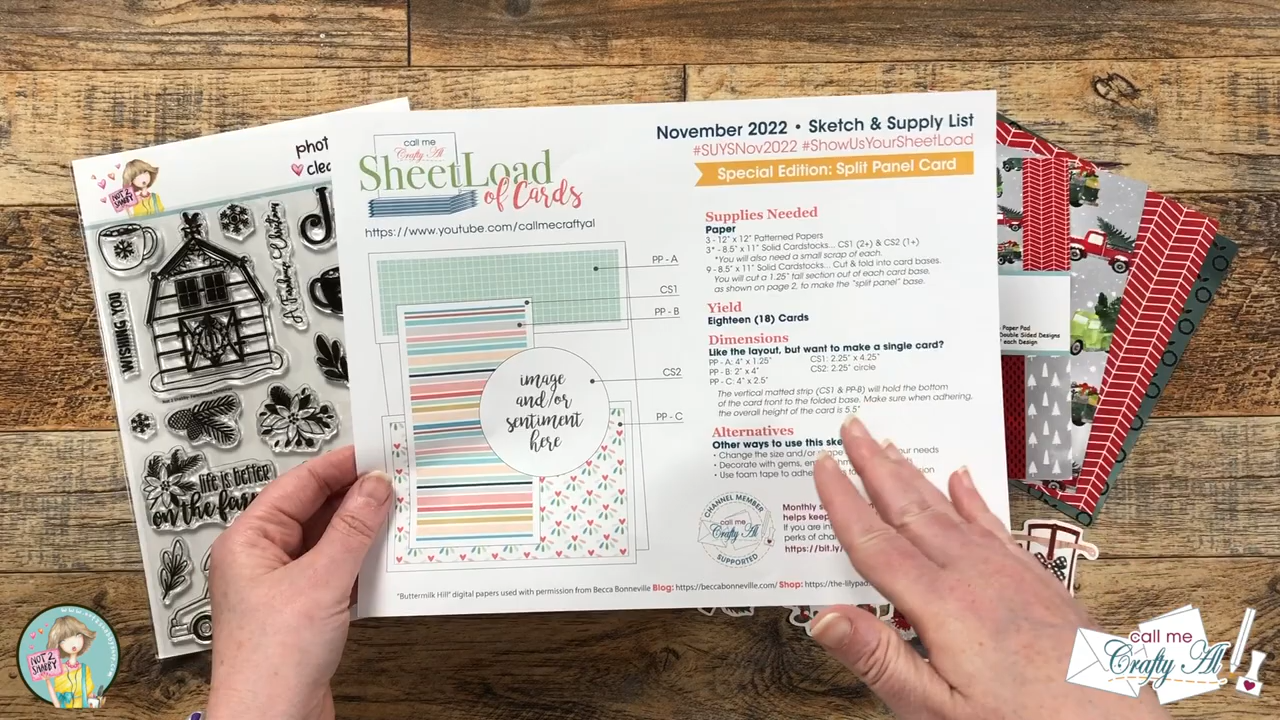 phot
clea
NOT 2 SHABBY
J
A Farmhouse Christmas
WISHING YOU
life is better
on the farm
call me
Crafty Al
SheetLoad
of Cards
https://www.youtube.com/callmecraftyal
November 2022 • Sketch & Supply List
#SUYSNov2022 #ShowUsYourSheetLoad
Special Edition: Split Panel Card
PP - A
CS1
PP - B
CS2
PP - C
image
and/or
sentiment
here
Supplies Needed
Paper
3 - 12" x 12" Patterned Papers
3* - 8.5" x 11" Solid Cardstocks... CS1 (2+) & CS2 (1+)
*You will also need a small scrap of each.
9 - 8.5" x 11" Solid Cardstocks... Cut & fold into card bases.
You will cut a 1.25" tall section out of each card base,
as shown on page 2, to make the "split panel" base.
Yield
Eighteen (18) Cards
Dimensions
Like the layout, but want to make a single card?
PP - A: 4" x 1.25" CS1: 2.25" x 4.25"
PP - B: 2" x 4" CS2: 2.25" circle
PP - C: 4" x 2.5"
The vertical matted strip (CS1 & PP-B) will hold the bottom
of the card front to the folded base. Make sure when adhering,
the overall height of the card is 5.5"
Alternatives
Other ways to use this ske
• Change the size and/or your needs
• Decorate with gems,
• Use foam tape to adhe
CHANNEL MEMBER
call me
Crafty Al
SUPPORTED
Monthly
helps keep
If you are in
perks of cha
https://bit.ly/
"Buttermilk Hill" digital papers used with permission from Becca Bonneville Blog: https://beccabonneville.com/ Shop: https://the-lilypad
Paper Pad
Double Sided Designs
of each Design
NOT 2 SHABBY
call me
Crafty Al